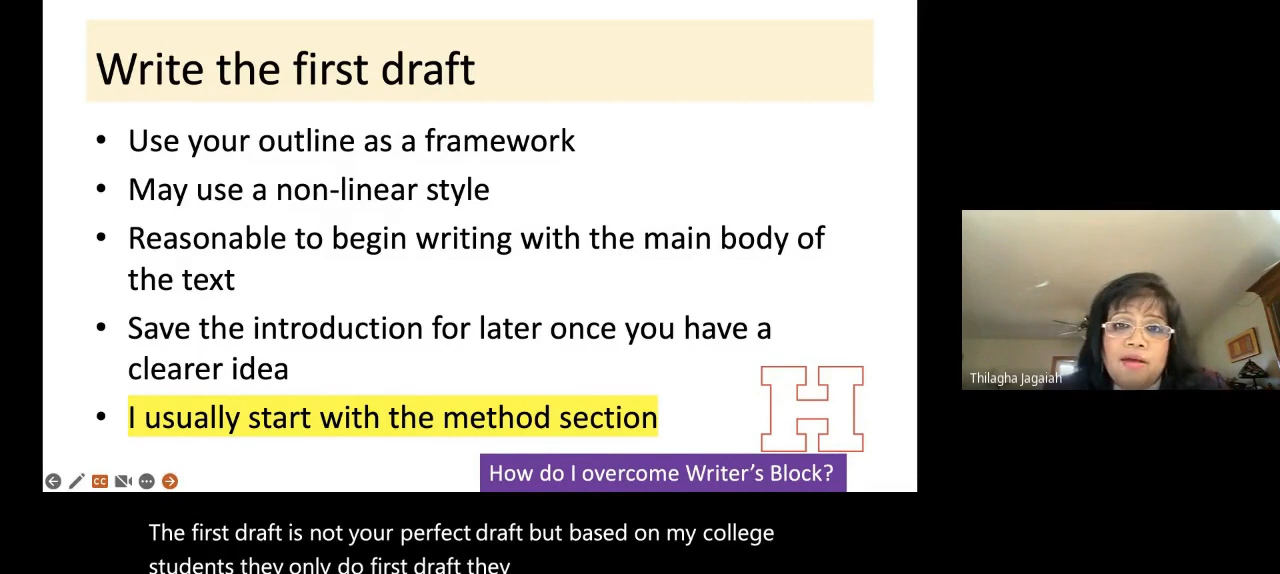 Write the first draft
• Use your outline as a framework
• May use a non-linear style
• Reasonable to begin writing with the main body of
the text
• Save the introduction for later once you have a
clearer idea
• I usually start with the method section
H
How do I overcome Writer's Block?
CC
Thilagha Jagaiah
The first draft is not your perfect draft but based on my college
students they only do first draft they